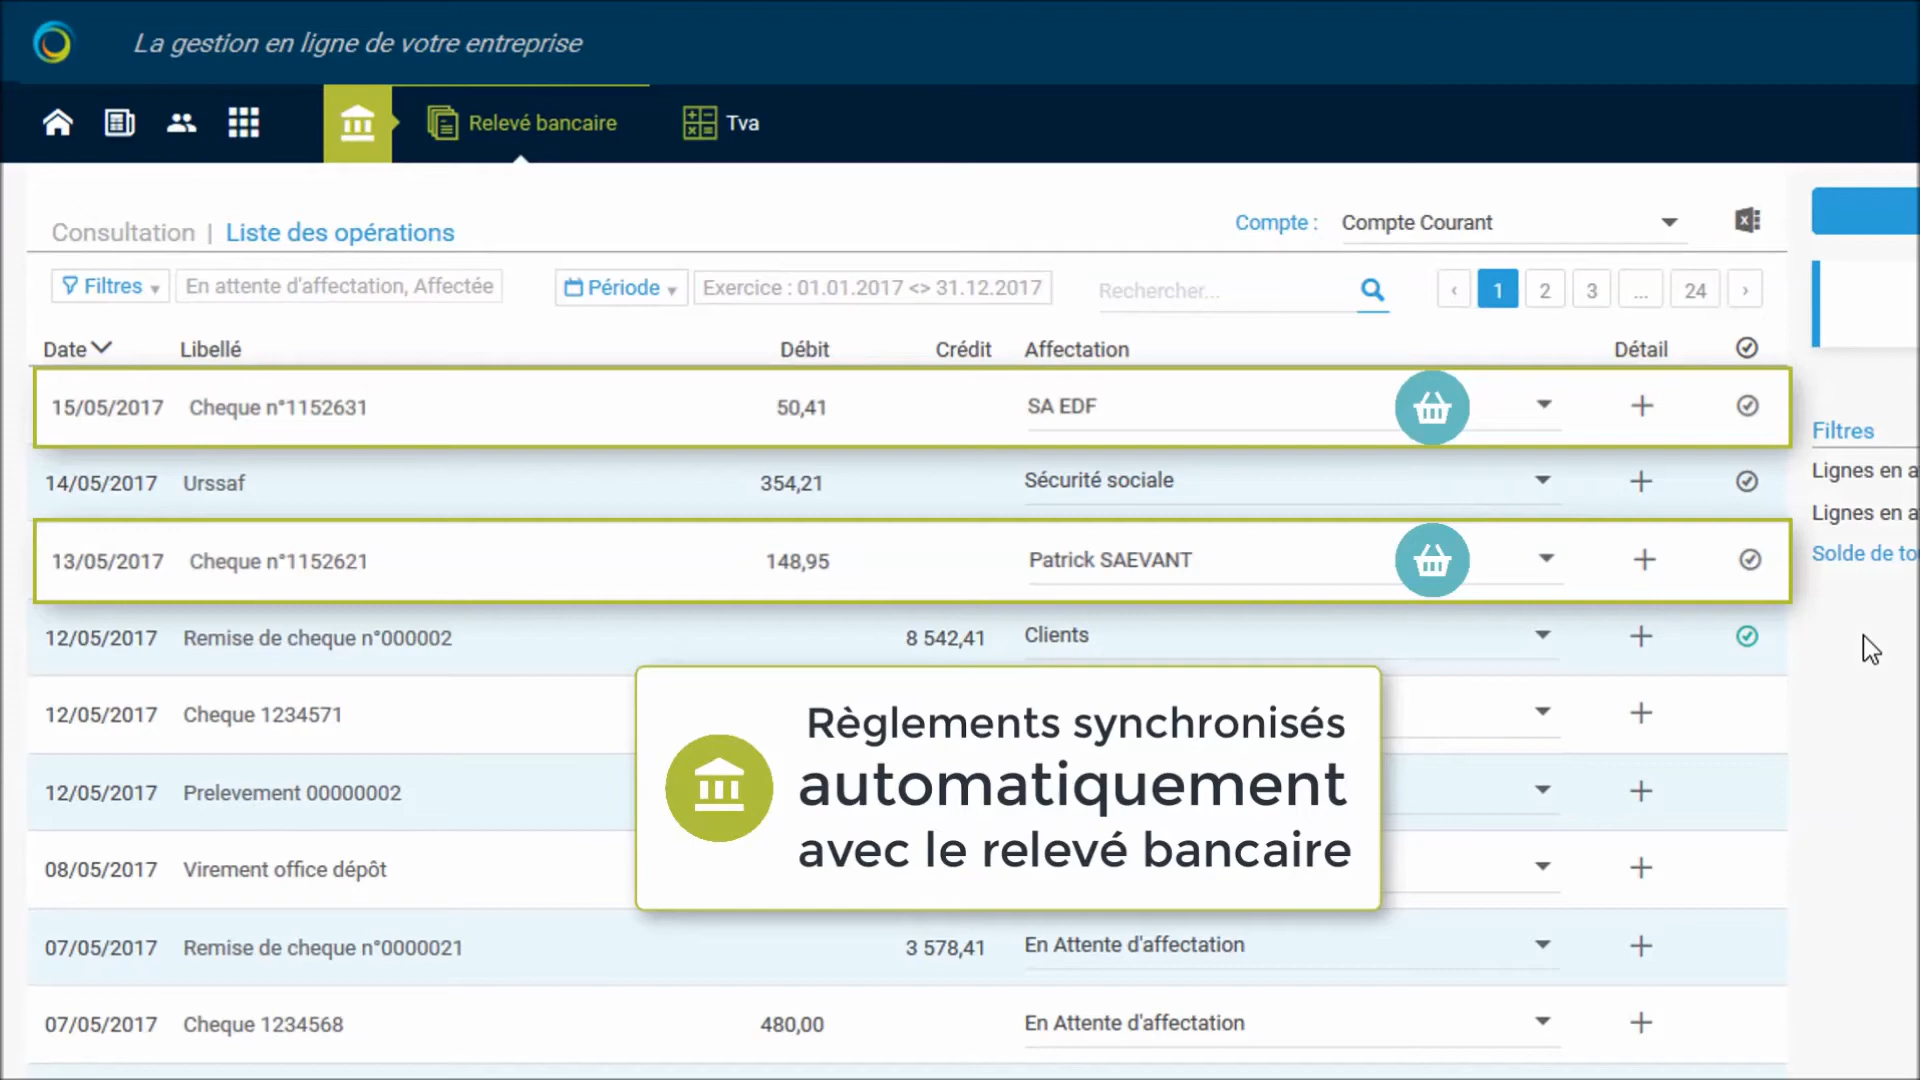 La gestion en ligne de votre entreprise
Relevé bancaire
Tva
Consultation | Liste des opérations
Compte : Compte Courant
Filtres En attente d'affectation, Affectée Période Exercice : 01.01.2017 <> 31.12.2017 Rechercher... ‹ 1 2 3 ... 24 ›
Date Libellé Débit Crédit Affectation Détail
15/05/2017 Cheque n°1152631 50,41 SA EDF
14/05/2017 Urssaf 354,21 Sécurité sociale
13/05/2017 Cheque n°1152621 148,95 Patrick SAEVANT
12/05/2017 Remise de cheque n°000002 8 542,41 Clients
12/05/2017 Cheque 1234571
12/05/2017 Prelevement 00000002
08/05/2017 Virement office dépôt
07/05/2017 Remise de cheque n°0000021 3 578,41 En Attente d'affectation
07/05/2017 Cheque 1234568 480,00 En Attente d'affectation
Règlements synchronisés
automatiquement
avec le relevé bancaire
Filtres
Lignes en a
Lignes en a
Solde de to